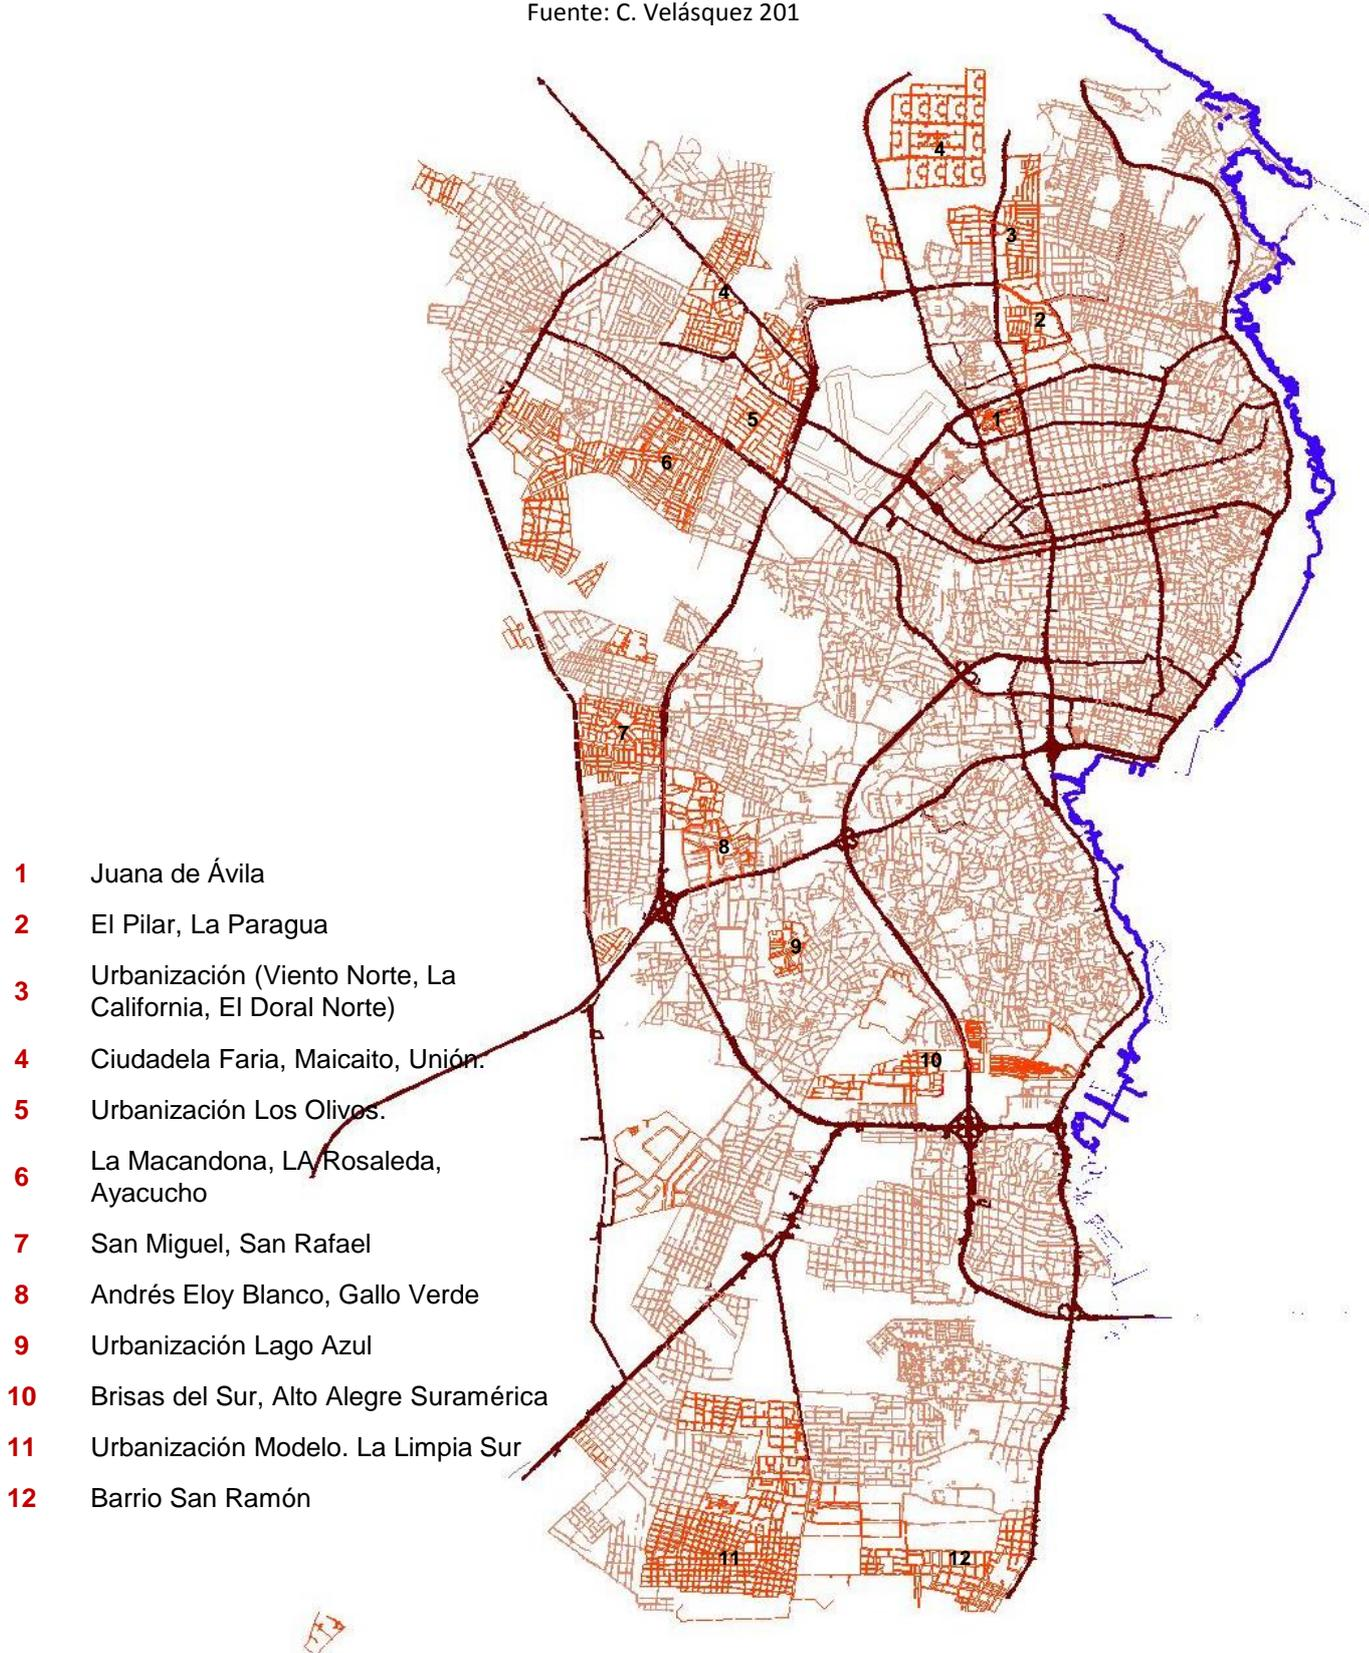 Fuente: C. Velásquez 201
4
3
4
2
1
5
6
7
8
9
10
11
12
1 Juana de Ávila
2 El Pilar, La Paragua
3 Urbanización (Viento Norte, La
California, El Doral Norte)
4 Ciudadela Faria, Maicaito, Unión.
5 Urbanización Los Olivos.
6 La Macandona, LA Rosaleda,
Ayacucho
7 San Miguel, San Rafael
8 Andrés Eloy Blanco, Gallo Verde
9 Urbanización Lago Azul
10 Brisas del Sur, Alto Alegre Suramérica
11 Urbanización Modelo. La Limpia Sur
12 Barrio San Ramón